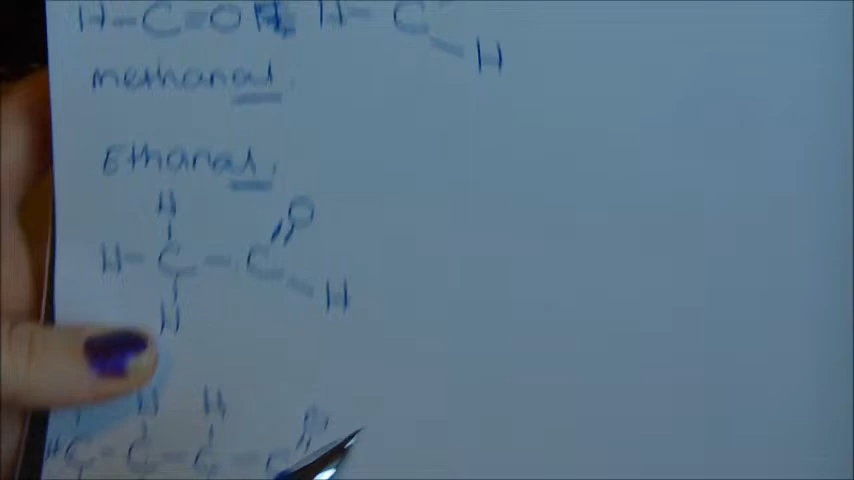 H-C=O H- C
H
methanal.
Ethanal.
H
O
H- C - C
H
H
H H
O
H C - C - C - C